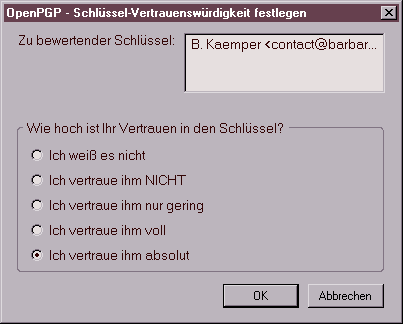 OpenPGP - Schlüssel-Vertrauenswürdigkeit festlegen
Zu bewertender Schlüssel:
B. Kaemper <contact@barbar...
Wie hoch ist Ihr Vertrauen in den Schlüssel?
Ich weiß es nicht
Ich vertraue ihm NICHT
Ich vertraue ihm nur gering
Ich vertraue ihm voll
Ich vertraue ihm absolut
OK
Abbrechen